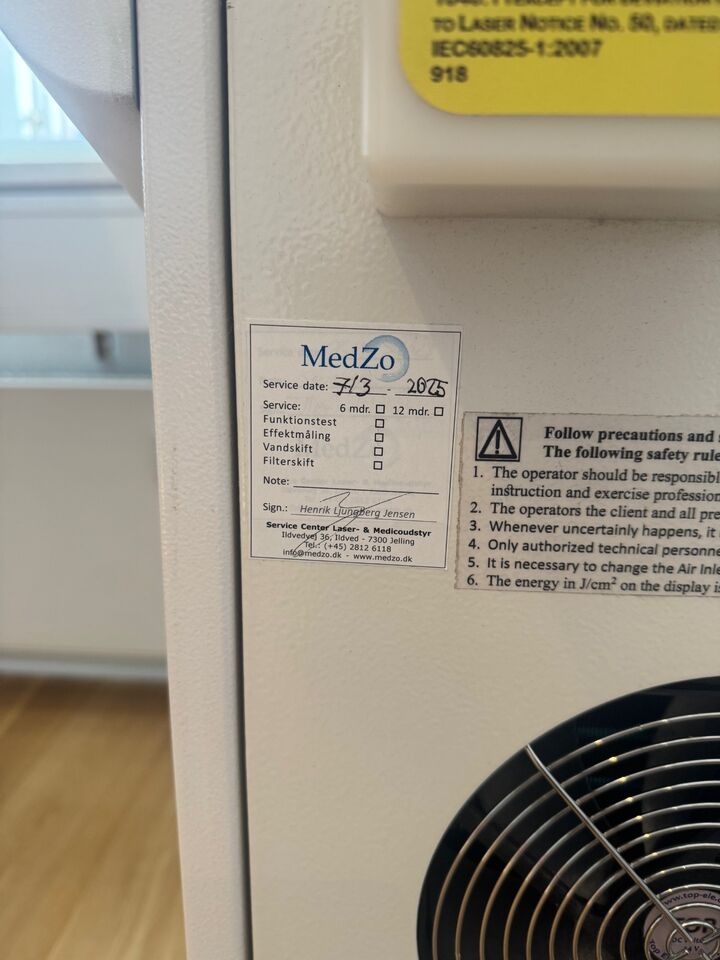 TO LASER NOTICE NO. 50, DATED
IEC60825-1:2007
918
MedZo
Service date: 7/3 - 2025
Service: 6 mdr. 12 mdr.
Funktionstest
Effektmåling
Vandskift
Filterskift
Note:
Sign.: Henrik Ljungberg Jensen
Service Center Laser- & Medicoudstyr
Ildvedvej 36, Ildved - 7300 Jelling
Tel.: (+45) 2812 6118
info@medzo.dk - www.medzo.dk
Follow precautions and
The following safety rule
1. The operator should be responsibl
instruction and exercise profession
2. The operators the client and all pre
3. Whenever uncertainly happens, it
4. Only authorized technical personne
5. It is necessary to change the Air Inle
6. The energy in J/cm² on the display is
www.top-ele.
DC